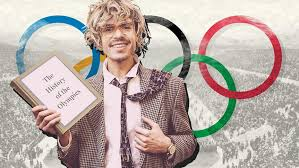 The
History
of the
Olympics